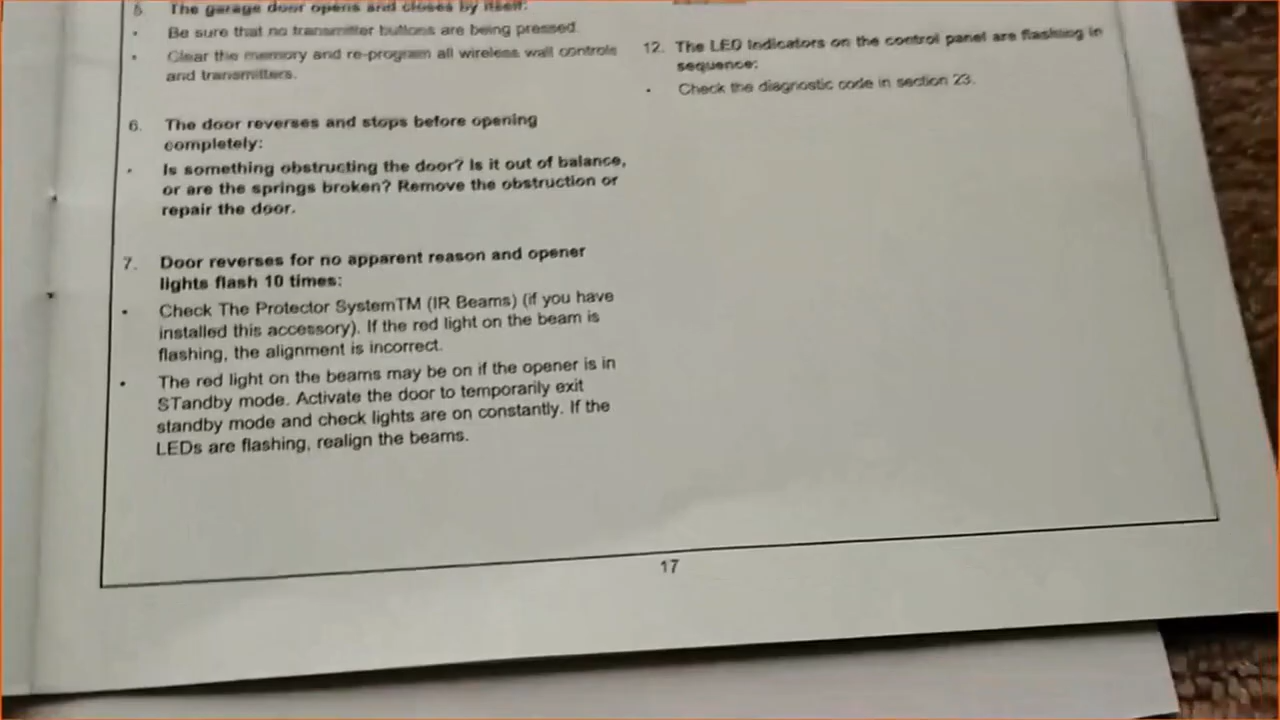 5. The garage door opens and closes by itself:
• Be sure that no transmitter buttons are being pressed.
• Clear the memory and re-program all wireless wall controls
and transmitters.
6. The door reverses and stops before opening
completely:
• Is something obstructing the door? Is it out of balance,
or are the springs broken? Remove the obstruction or
repair the door.
7. Door reverses for no apparent reason and opener
lights flash 10 times:
• Check The Protector SystemTM (IR Beams) (if you have
installed this accessory). If the red light on the beam is
flashing, the alignment is incorrect.
• The red light on the beams may be on if the opener is in
STandby mode. Activate the door to temporarily exit
standby mode and check lights are on constantly. If the
LEDs are flashing, realign the beams.
12. The LED Indicators on the control panel are flashing in
sequence:
• Check the diagnostic code in section 23.
17